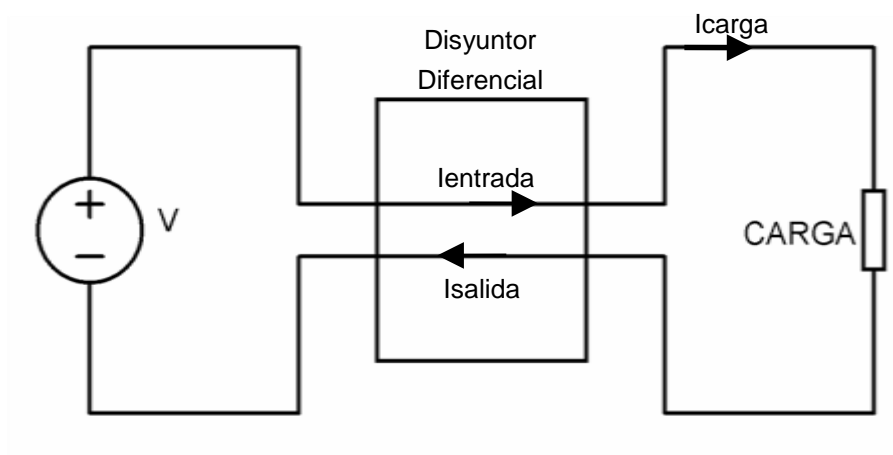 Icarga
Disyuntor
Diferencial
Ientrada
+
V
CARGA
−
Isalida